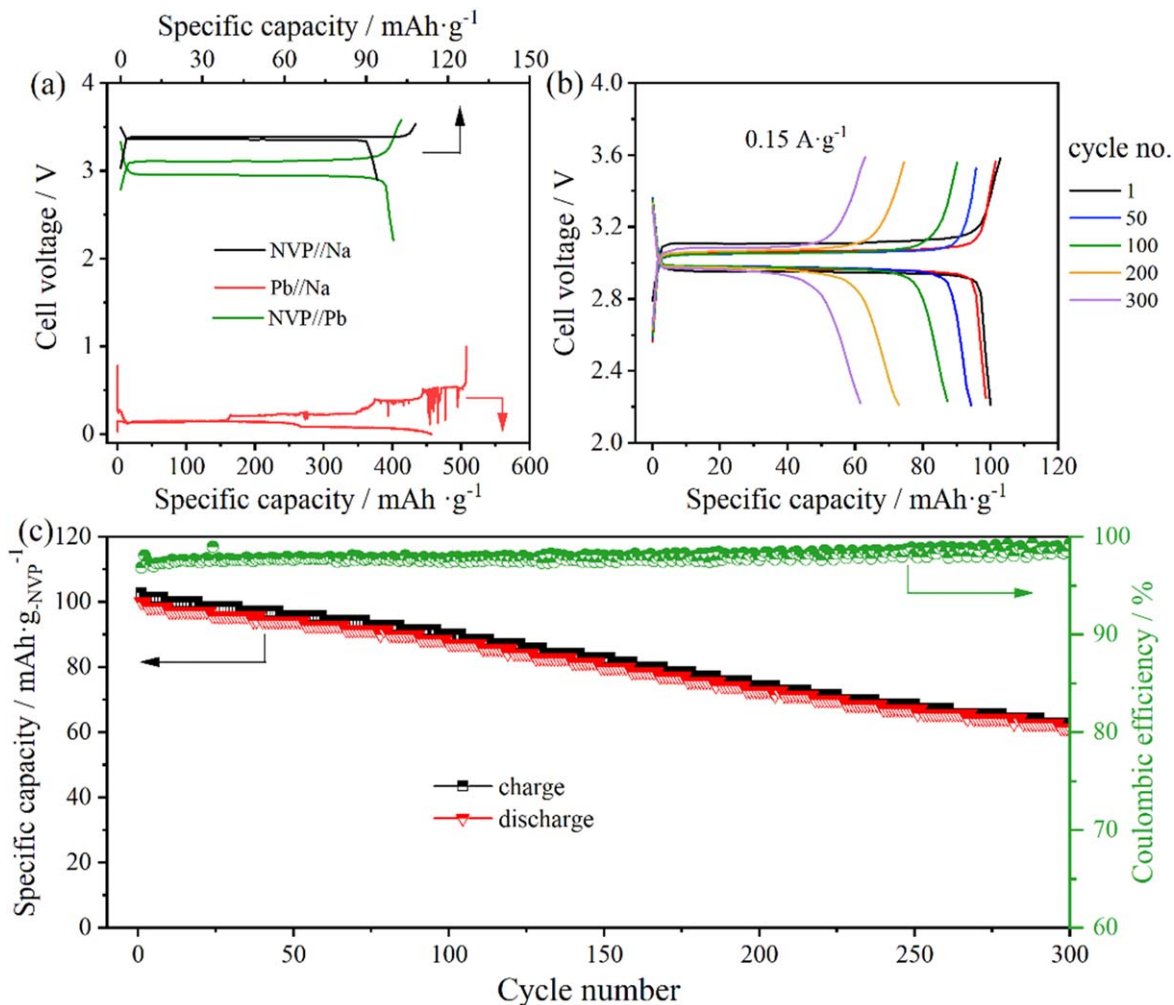 Specific capacity / mAh·g⁻¹
0 30 60 90 120 150
(a)
4
3
2
1
0
Cell voltage / V
NVP//Na
Pb//Na
NVP//Pb
0 100 200 300 400 500 600
Specific capacity / mAh ·g⁻¹
(b)
4.0
3.6
3.2
2.8
2.4
2.0
Cell voltage / V
0.15 A·g⁻¹
cycle no.
1
50
100
200
300
0 20 40 60 80 100 120
Specific capacity / mAh·g⁻¹
(c)
120
100
80
60
40
20
0
Specific capacity / mAh·g-NVP⁻¹
charge
discharge
100
90
80
70
60
Coulombic efficiency / %
0 50 100 150 200 250 300
Cycle number